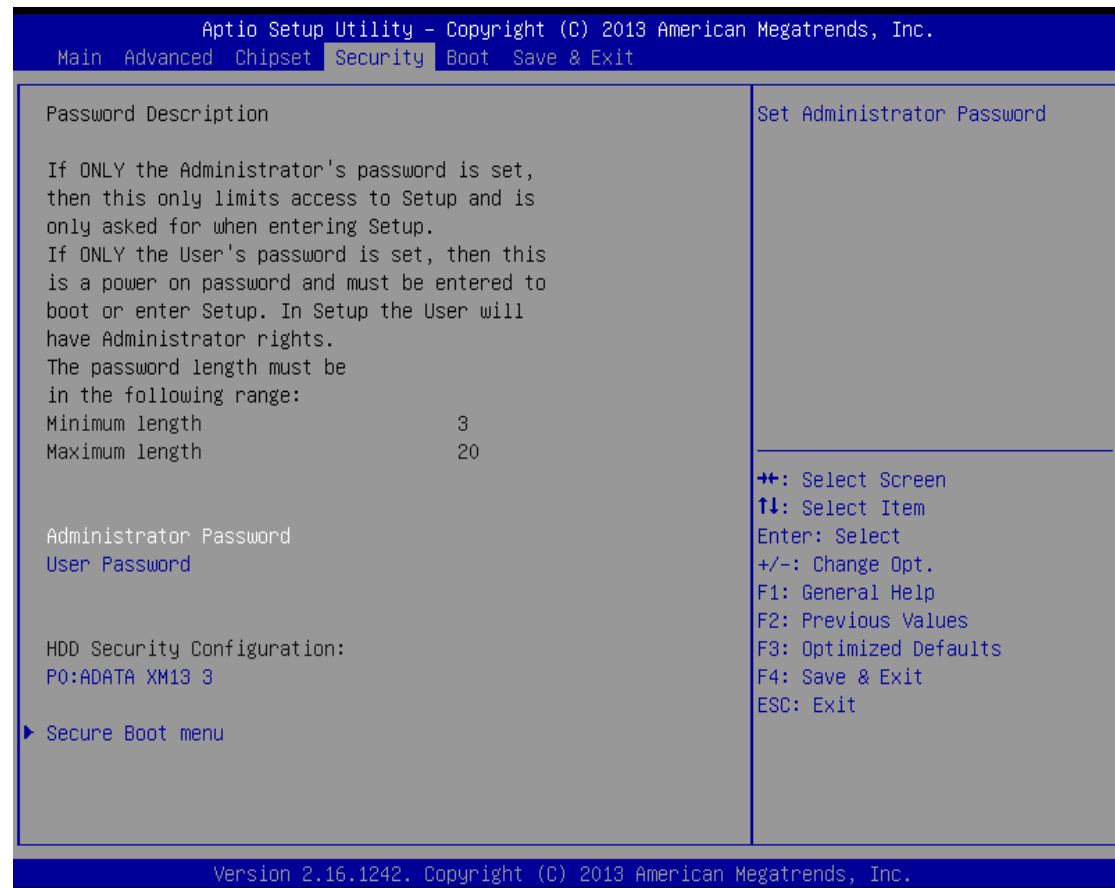 Aptio Setup Utility – Copyright (C) 2013 American Megatrends, Inc.
Main Advanced Chipset Security Boot Save & Exit
Password Description
If ONLY the Administrator's password is set,
then this only limits access to Setup and is
only asked for when entering Setup.
If ONLY the User's password is set, then this
is a power on password and must be entered to
boot or enter Setup. In Setup the User will
have Administrator rights.
The password length must be
in the following range:
Minimum length 3
Maximum length 20
Administrator Password
User Password
HDD Security Configuration:
P0:ADATA XM13 3
Secure Boot menu
Set Administrator Password
→←: Select Screen
↑↓: Select Item
Enter: Select
+/-: Change Opt.
F1: General Help
F2: Previous Values
F3: Optimized Defaults
F4: Save & Exit
ESC: Exit
Version 2.16.1242. Copyright (C) 2013 American Megatrends, Inc.